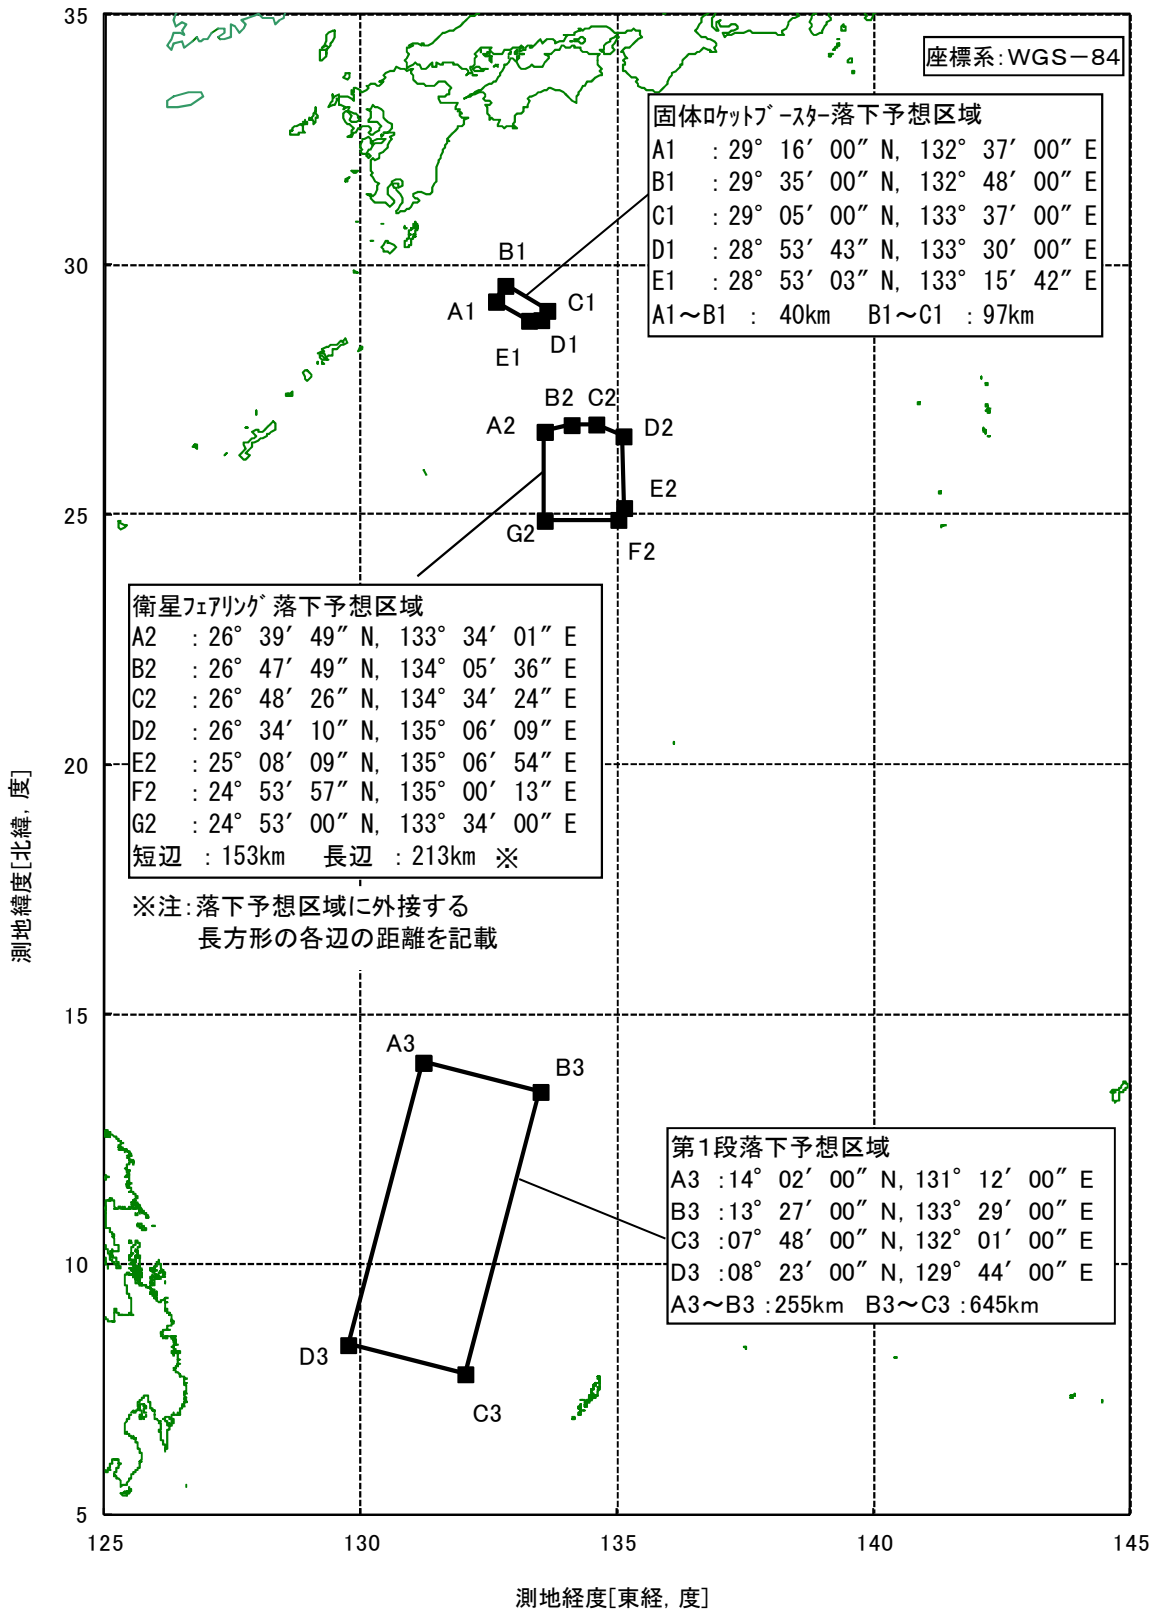 35
座標系:WGS-84
固体ロケットブースター落下予想区域
A1 : 29° 16′ 00″ N, 132° 37′ 00″ E
B1 : 29° 35′ 00″ N, 132° 48′ 00″ E
C1 : 29° 05′ 00″ N, 133° 37′ 00″ E
D1 : 28° 53′ 43″ N, 133° 30′ 00″ E
E1 : 28° 53′ 03″ N, 133° 15′ 42″ E
A1~B1 : 40km B1~C1 : 97km
30
B1
A1
C1
E1
D1
B2
C2
A2
D2
E2
25
G2
F2
衛星フェアリング落下予想区域
A2 : 26° 39′ 49″ N, 133° 34′ 01″ E
B2 : 26° 47′ 49″ N, 134° 05′ 36″ E
C2 : 26° 48′ 26″ N, 134° 34′ 24″ E
D2 : 26° 34′ 10″ N, 135° 06′ 09″ E
E2 : 25° 08′ 09″ N, 135° 06′ 54″ E
F2 : 24° 53′ 57″ N, 135° 00′ 13″ E
G2 : 24° 53′ 00″ N, 133° 34′ 00″ E
短辺 : 153km 長辺 : 213km ※
※注:落下予想区域に外接する
長方形の各辺の距離を記載
20
測地緯度[北緯, 度]
15
A3
B3
第1段落下予想区域
A3 :14° 02′ 00″ N, 131° 12′ 00″ E
B3 :13° 27′ 00″ N, 133° 29′ 00″ E
C3 :07° 48′ 00″ N, 132° 01′ 00″ E
D3 :08° 23′ 00″ N, 129° 44′ 00″ E
A3~B3 :255km B3~C3 :645km
10
D3
C3
5
125
130
135
140
145
測地経度[東経, 度]